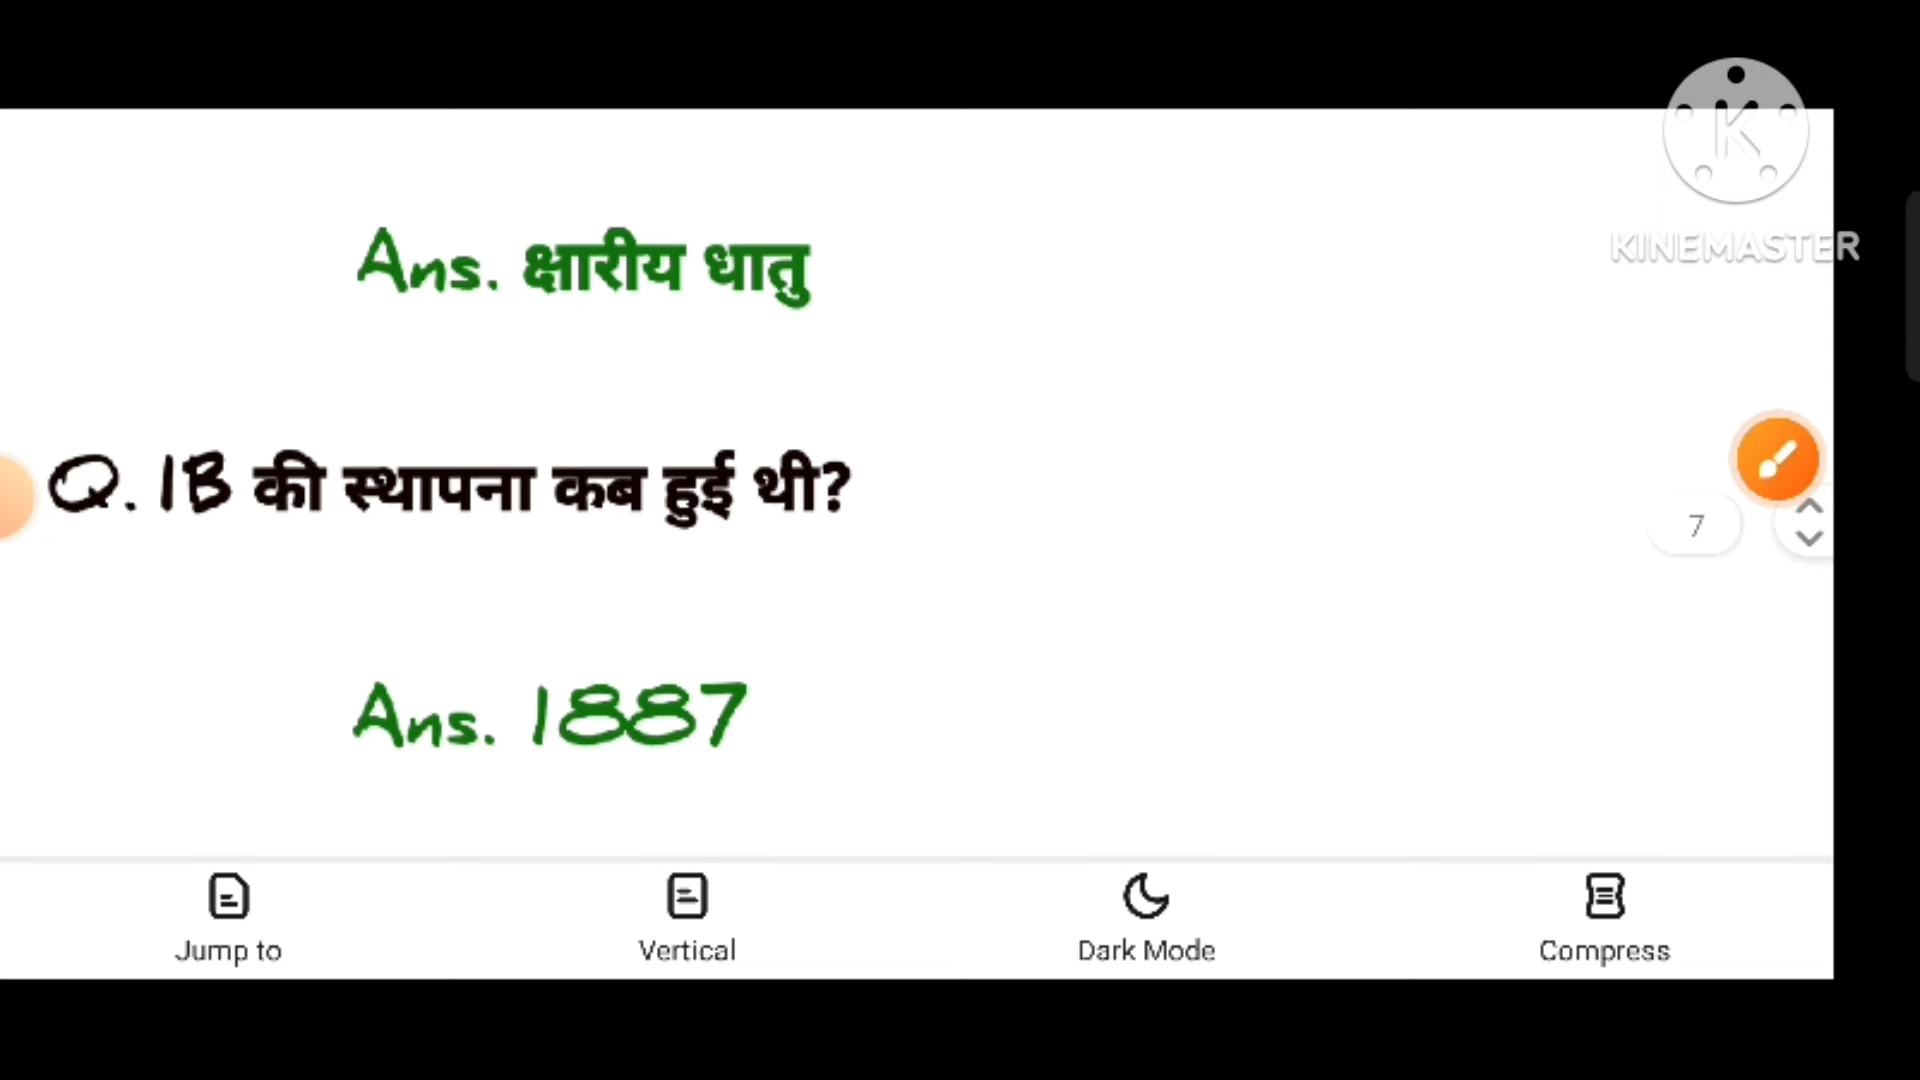 KINEMASTER
Ans. क्षारीय धातु
Q. IB की स्थापना कब हुई थी?
7
Ans. 1887
Jump to
Vertical
Dark Mode
Compress